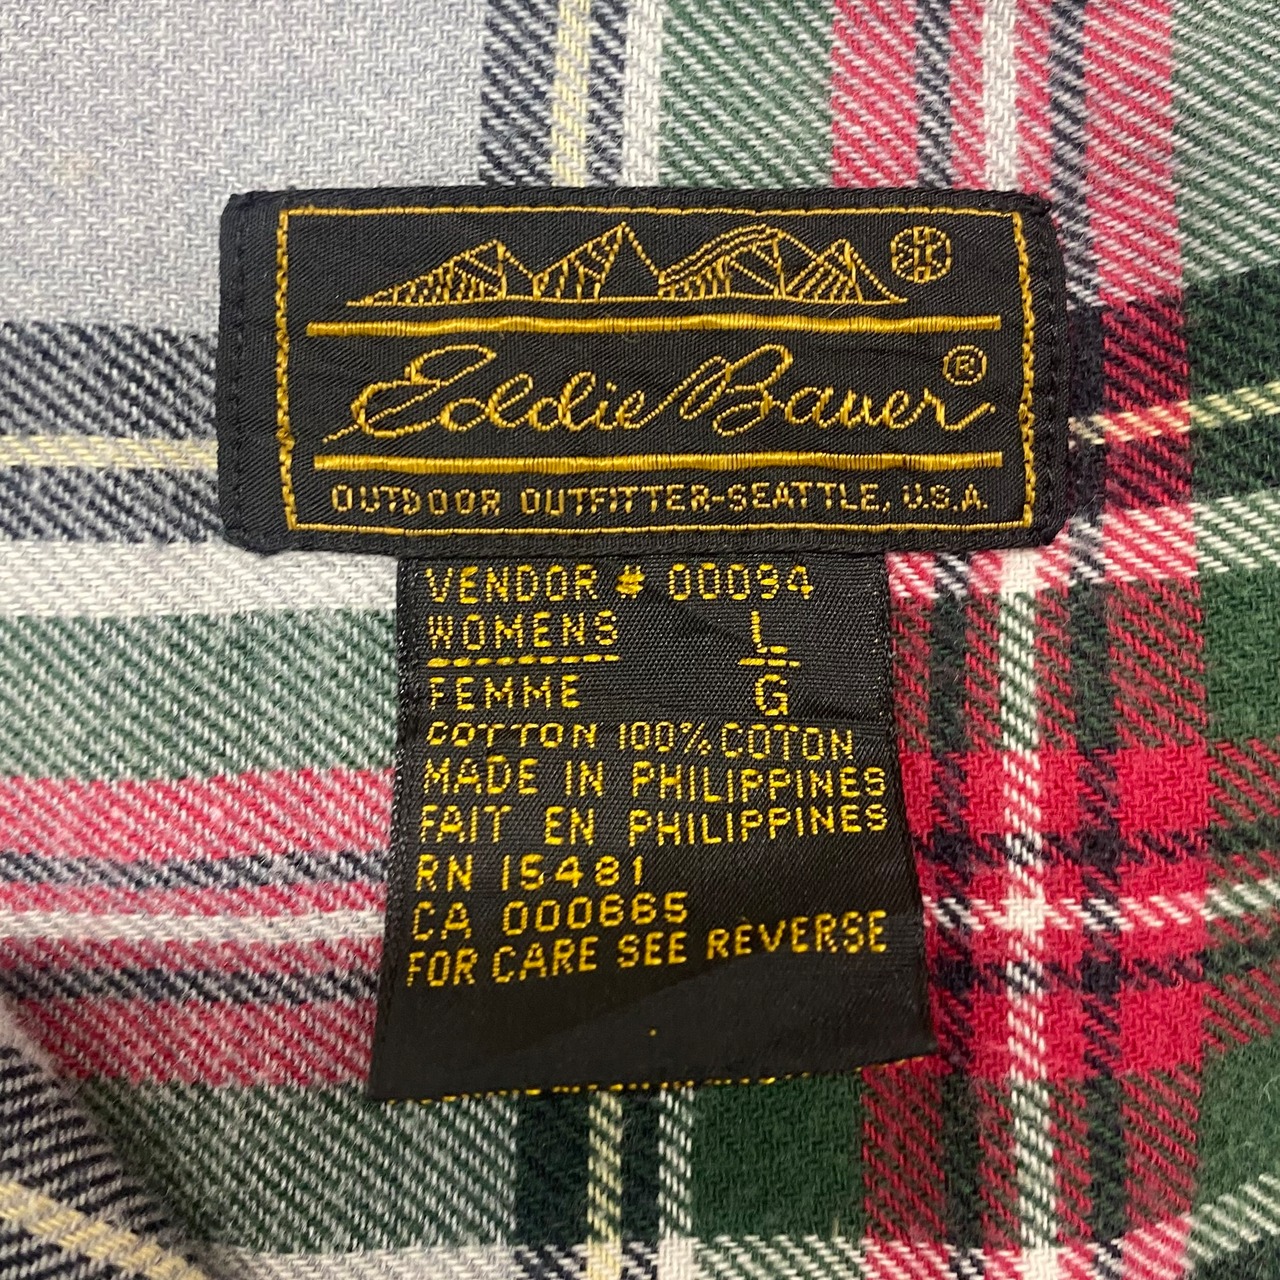 Eddie Bauer®
OUTDOOR OUTFITTER-SEATTLE, U.S.A.
VENDOR # 00094
WOMENS L
FEMME G
COTTON 100% COTON
MADE IN PHILIPPINES
FAIT EN PHILIPPINES
RN 15481
CA 000665
FOR CARE SEE REVERSE